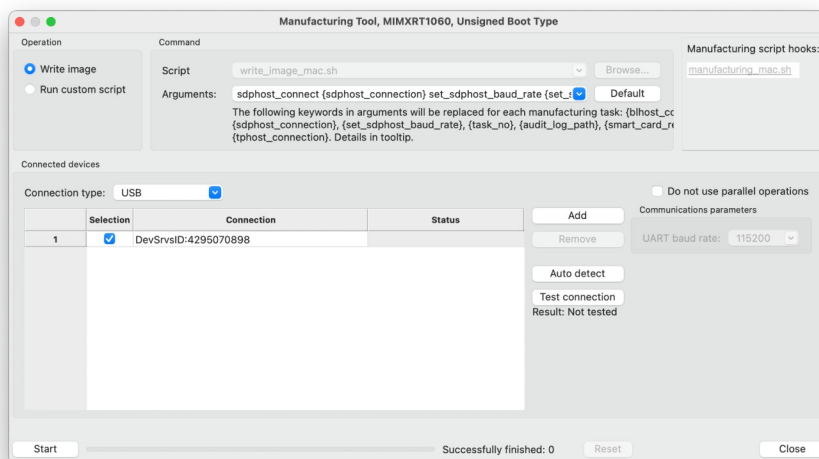 Manufacturing Tool, MIMXRT1060, Unsigned Boot Type
Operation
Write image
Run custom script
Command
Script
write_image_mac.sh
Browse...
Arguments:
sdphost_connect {sdphost_connection} set_sdphost_baud_rate {set_s
Default
The following keywords in arguments will be replaced for each manufacturing task: {blhost_co
{sdphost_connection}, {set_sdphost_baud_rate}, {task_no}, {audit_log_path}, {smart_card_re
{tphost_connection}. Details in tooltip.
Manufacturing script hooks:
manufacturing_mac.sh
Connected devices
Connection type:
USB
Do not use parallel operations
Selection
Connection
Status
1
DevSrvsID:4295070898
Add
Remove
Auto detect
Test connection
Result: Not tested
Communications parameters
UART baud rate:
115200
Start
Successfully finished: 0
Reset
Close